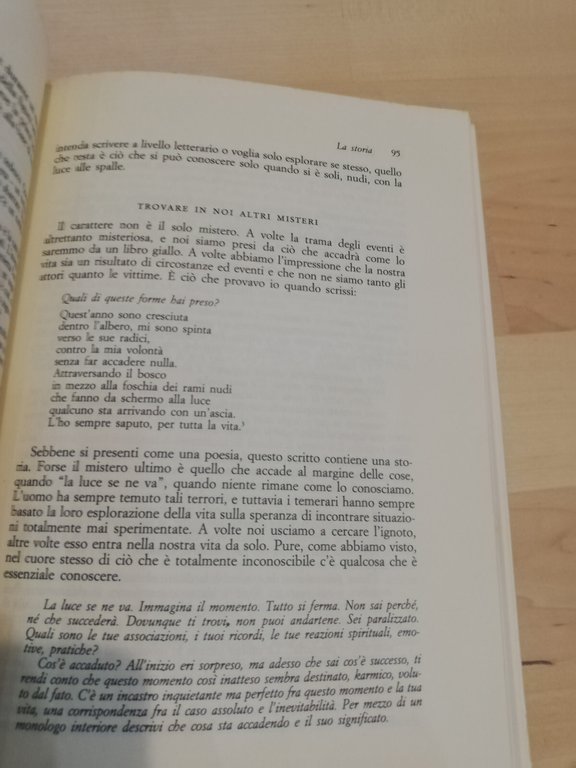 La storia 95
intenda scrivere a livello letterario o voglia solo esplorare se stesso, quello
che resta è ciò che si può conoscere solo quando si è soli, nudi, con la
luce alle spalle.
TROVARE IN NOI ALTRI MISTERI
Il carattere non è il solo mistero. A volte la trama degli eventi è
altrettanto misteriosa, e noi siamo presi da ciò che accadrà come lo
saremmo da un libro giallo. A volte abbiamo l'impressione che la nostra
vita sia un risultato di circostanze ed eventi e che non ne siamo tanto gli
attori quanto le vittime. È ciò che provavo io quando scrissi:
Quali di queste forme hai preso?
Quest'anno sono cresciuta
dentro l'albero, mi sono spinta
verso le sue radici,
contro la mia volontà
senza far accadere nulla.
Attraversando il bosco
in mezzo alla foschia dei rami nudi
che fanno da schermo alla luce
qualcuno sta arrivando con un'ascia.
L'ho sempre saputo, per tutta la vita.³
Sebbene si presenti come una poesia, questo scritto contiene una sto-
ria. Forse il mistero ultimo è quello che accade al margine delle cose,
quando "la luce se ne va", quando niente rimane come lo conosciamo.
L'uomo ha sempre temuto tali terrori, e tuttavia i temerari hanno sempre
basato la loro esplorazione della vita sulla speranza di incontrare situazio-
ni totalmente mai sperimentate. A volte noi usciamo a cercare l'ignoto,
altre volte esso entra nella nostra vita da solo. Pure, come abbiamo visto,
nel cuore stesso di ciò che è totalmente inconoscibile c'è qualcosa che è
essenziale conoscere.
La luce se ne va. Immagina il momento. Tutto si ferma. Non sai perché,
né che succederà. Dovunque ti trovi, non puoi andartene. Sei paralizzato.
Quali sono le tue associazioni, i tuoi ricordi, le tue reazioni spirituali, emo-
tive, pratiche?
Cos'è accaduto? All'inizio eri sorpreso, ma adesso che sai cos'è successo, ti
rendi conto che questo momento così inatteso sembra destinato, karmico, volu-
to dal fato. C'è un incastro inquietante ma perfetto fra questo momento e la tua
vita, una corrispondenza fra il caso assoluto e l'inevitabilità. Per mezzo di un
monologo interiore descrivi che cosa sta accadendo e il suo significato.